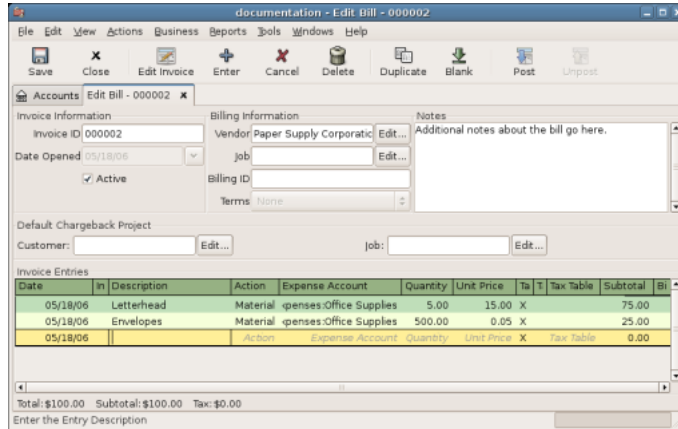 documentation - Edit Bill - 000002
File Edit View Actions Business Reports Tools Windows Help
Save Close Edit Invoice Enter Cancel Delete Duplicate Blank Post Unpost
Accounts Edit Bill - 000002 x
Invoice Information Billing Information Notes
Invoice ID 000002 Vendor Paper Supply Corporatic Edit... Additional notes about the bill go here.
Date Opened 05/18/06 Job Edit...
Active Billing ID
Terms None
Default Chargeback Project
Customer: Edit... Job: Edit...
Invoice Entries
Date In Description Action Expense Account Quantity Unit Price Ta T Tax Table Subtotal Bi
05/18/06 Letterhead Material penses:Office Supplies 5.00 15.00 X 75.00
05/18/06 Envelopes Material penses:Office Supplies 500.00 0.05 X 25.00
05/18/06 Action Expense Account Quantity Unit Price X Tax Table 0.00
Total: $100.00 Subtotal: $100.00 Tax: $0.00
Enter the Entry Description